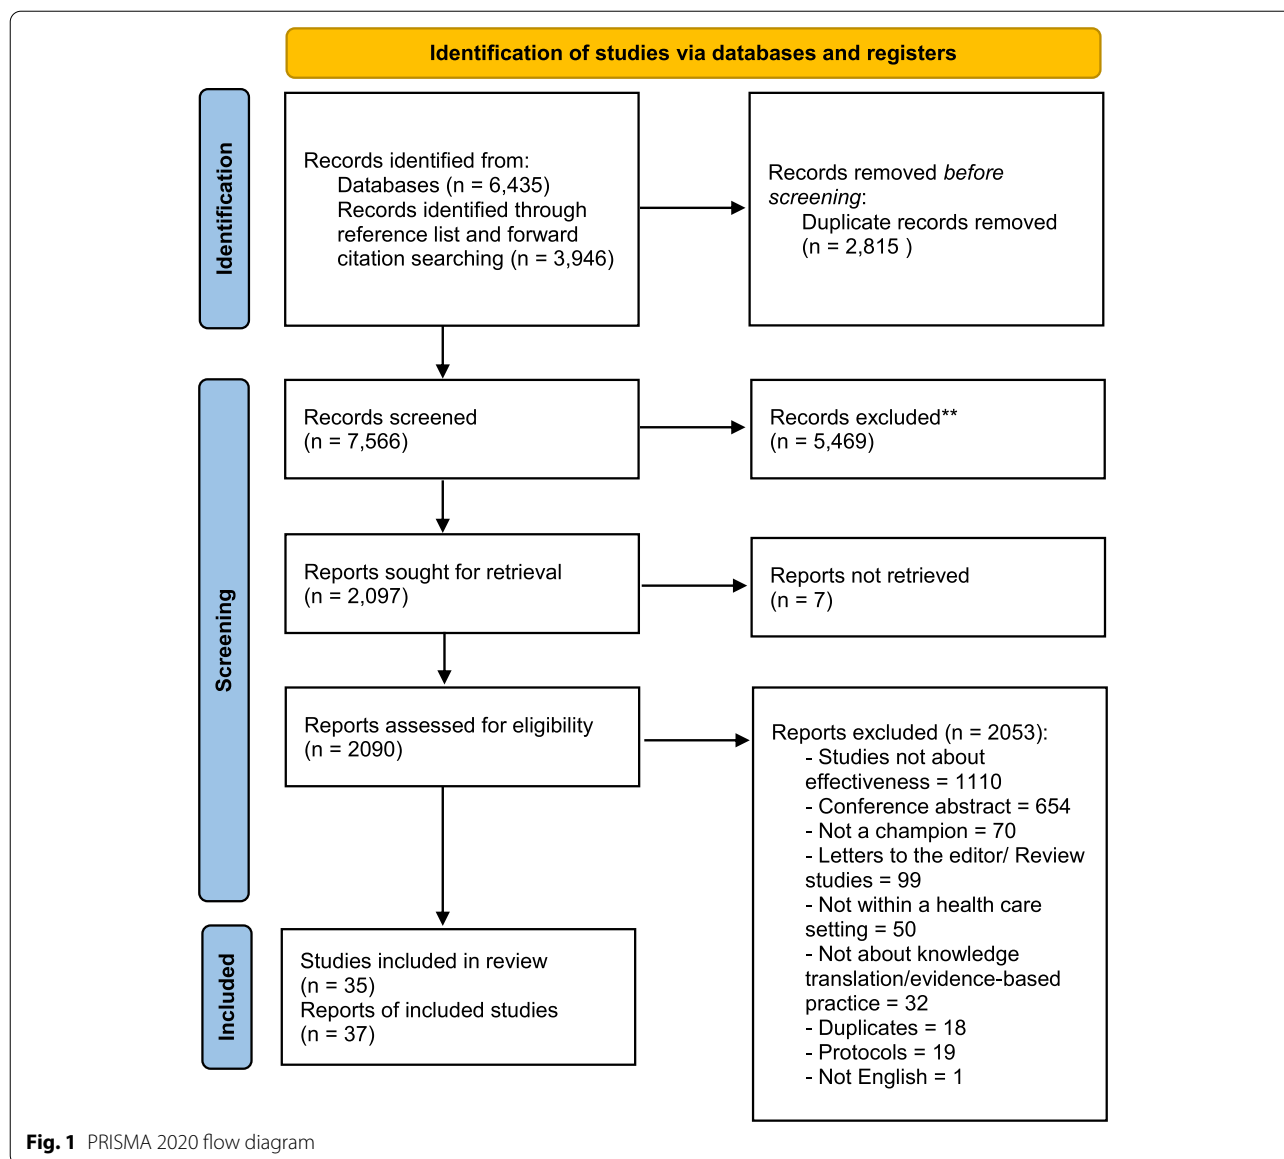 Identification of studies via databases and registers
Identification
Records identified from:
Databases (n = 6,435)
Records identified through
reference list and forward
citation searching (n = 3,946)
Records removed before
screening:
Duplicate records removed
(n = 2,815 )
Screening
Records screened
(n = 7,566)
Records excluded**
(n = 5,469)
Reports sought for retrieval
(n = 2,097)
Reports not retrieved
(n = 7)
Reports assessed for eligibility
(n = 2090)
Reports excluded (n = 2053):
- Studies not about
effectiveness = 1110
- Conference abstract = 654
- Not a champion = 70
- Letters to the editor/ Review
studies = 99
- Not within a health care
setting = 50
- Not about knowledge
translation/evidence-based
practice = 32
- Duplicates = 18
- Protocols = 19
- Not English = 1
Included
Studies included in review
(n = 35)
Reports of included studies
(n = 37)
Fig. 1 PRISMA 2020 flow diagram